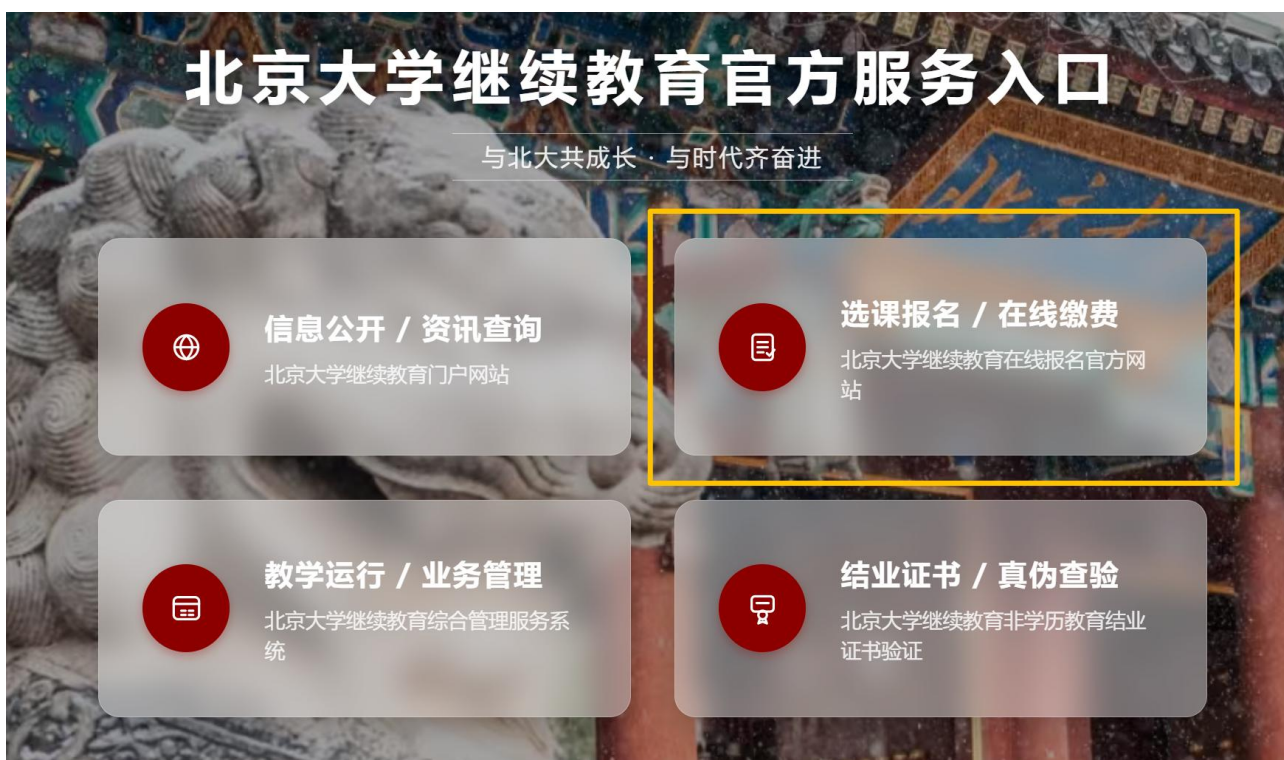 北京大学继续教育官方服务入口
与北大共成长 · 与时代齐奋进
信息公开 / 资讯查询
北京大学继续教育门户网站
选课报名 / 在线缴费
北京大学继续教育在线报名官方网
站
教学运行 / 业务管理
北京大学继续教育综合管理服务系
统
结业证书 / 真伪查验
北京大学继续教育非学历教育结业
证书验证